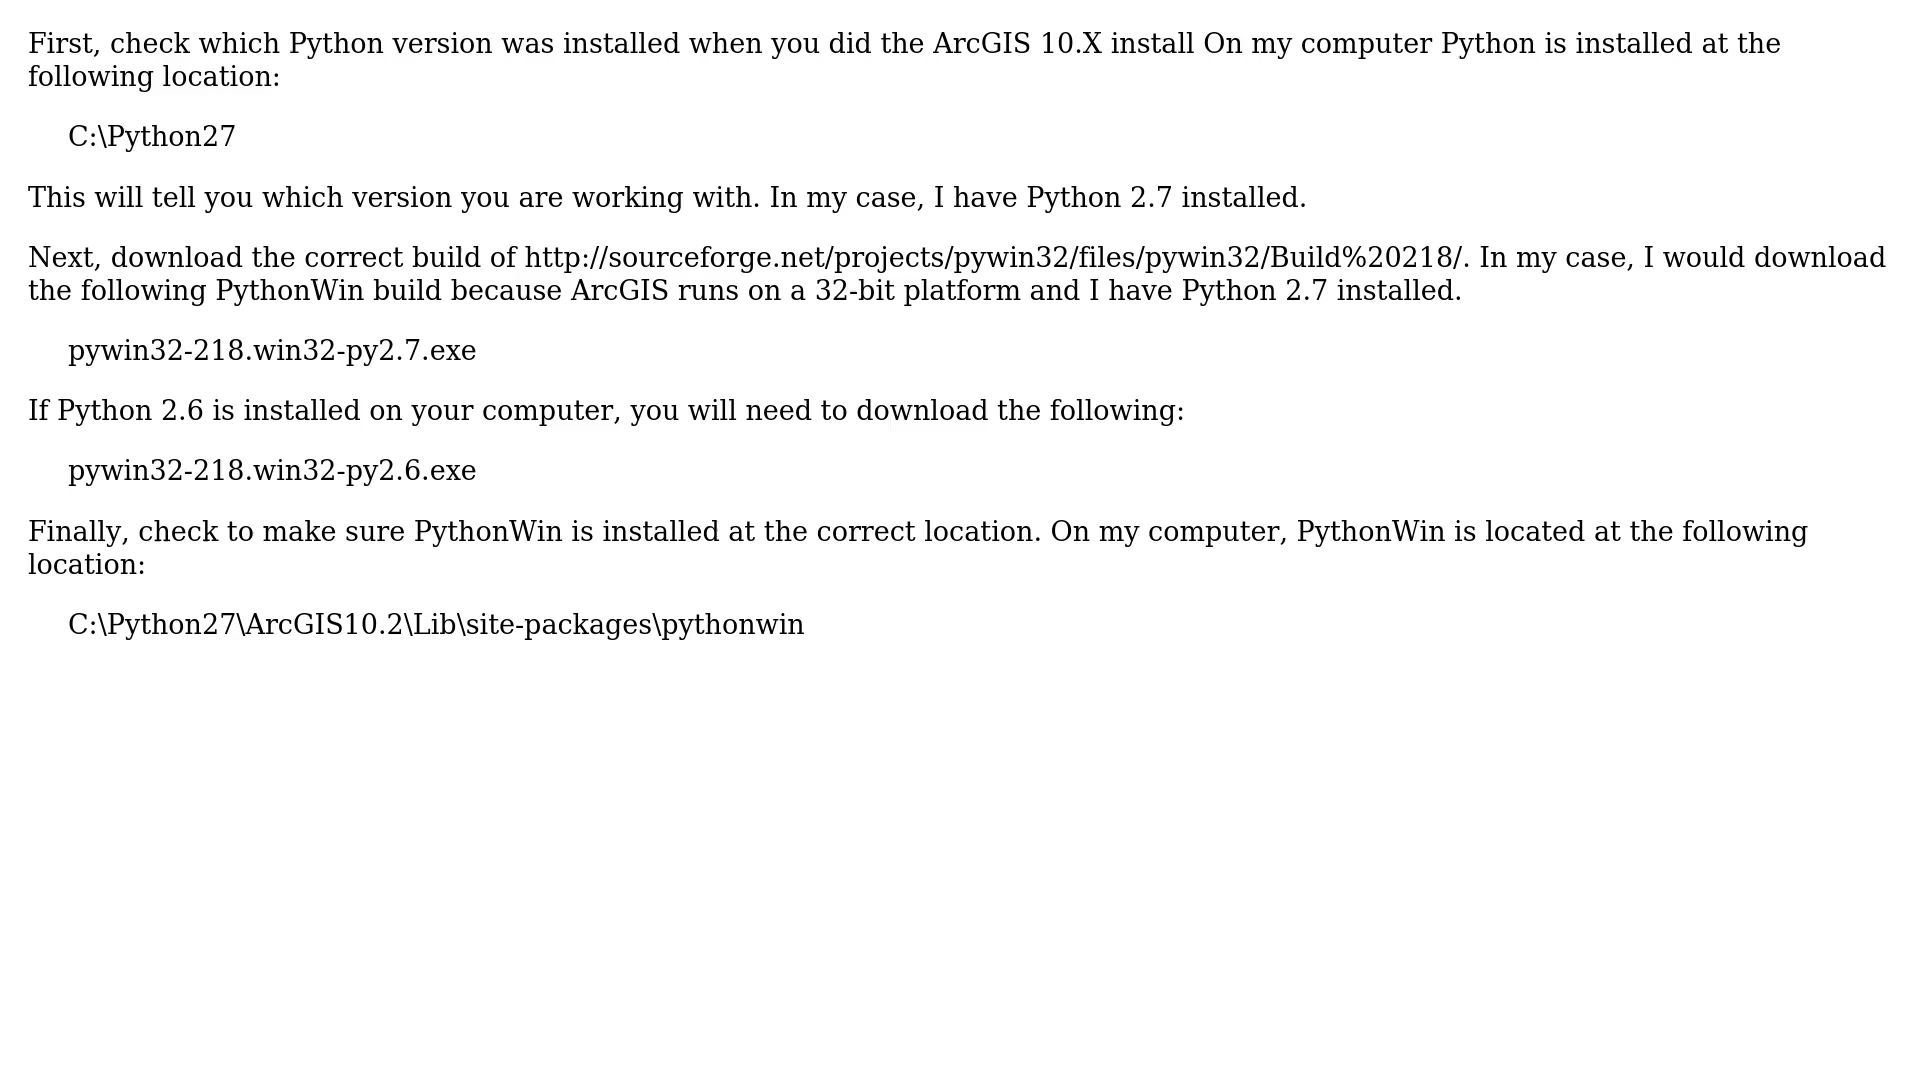 First, check which Python version was installed when you did the ArcGIS 10.X install On my computer Python is installed at the
following location:
C:\Python27
This will tell you which version you are working with. In my case, I have Python 2.7 installed.
Next, download the correct build of http://sourceforge.net/projects/pywin32/files/pywin32/Build%20218/. In my case, I would download
the following PythonWin build because ArcGIS runs on a 32-bit platform and I have Python 2.7 installed.
pywin32-218.win32-py2.7.exe
If Python 2.6 is installed on your computer, you will need to download the following:
pywin32-218.win32-py2.6.exe
Finally, check to make sure PythonWin is installed at the correct location. On my computer, PythonWin is located at the following
location:
C:\Python27\ArcGIS10.2\Lib\site-packages\pythonwin